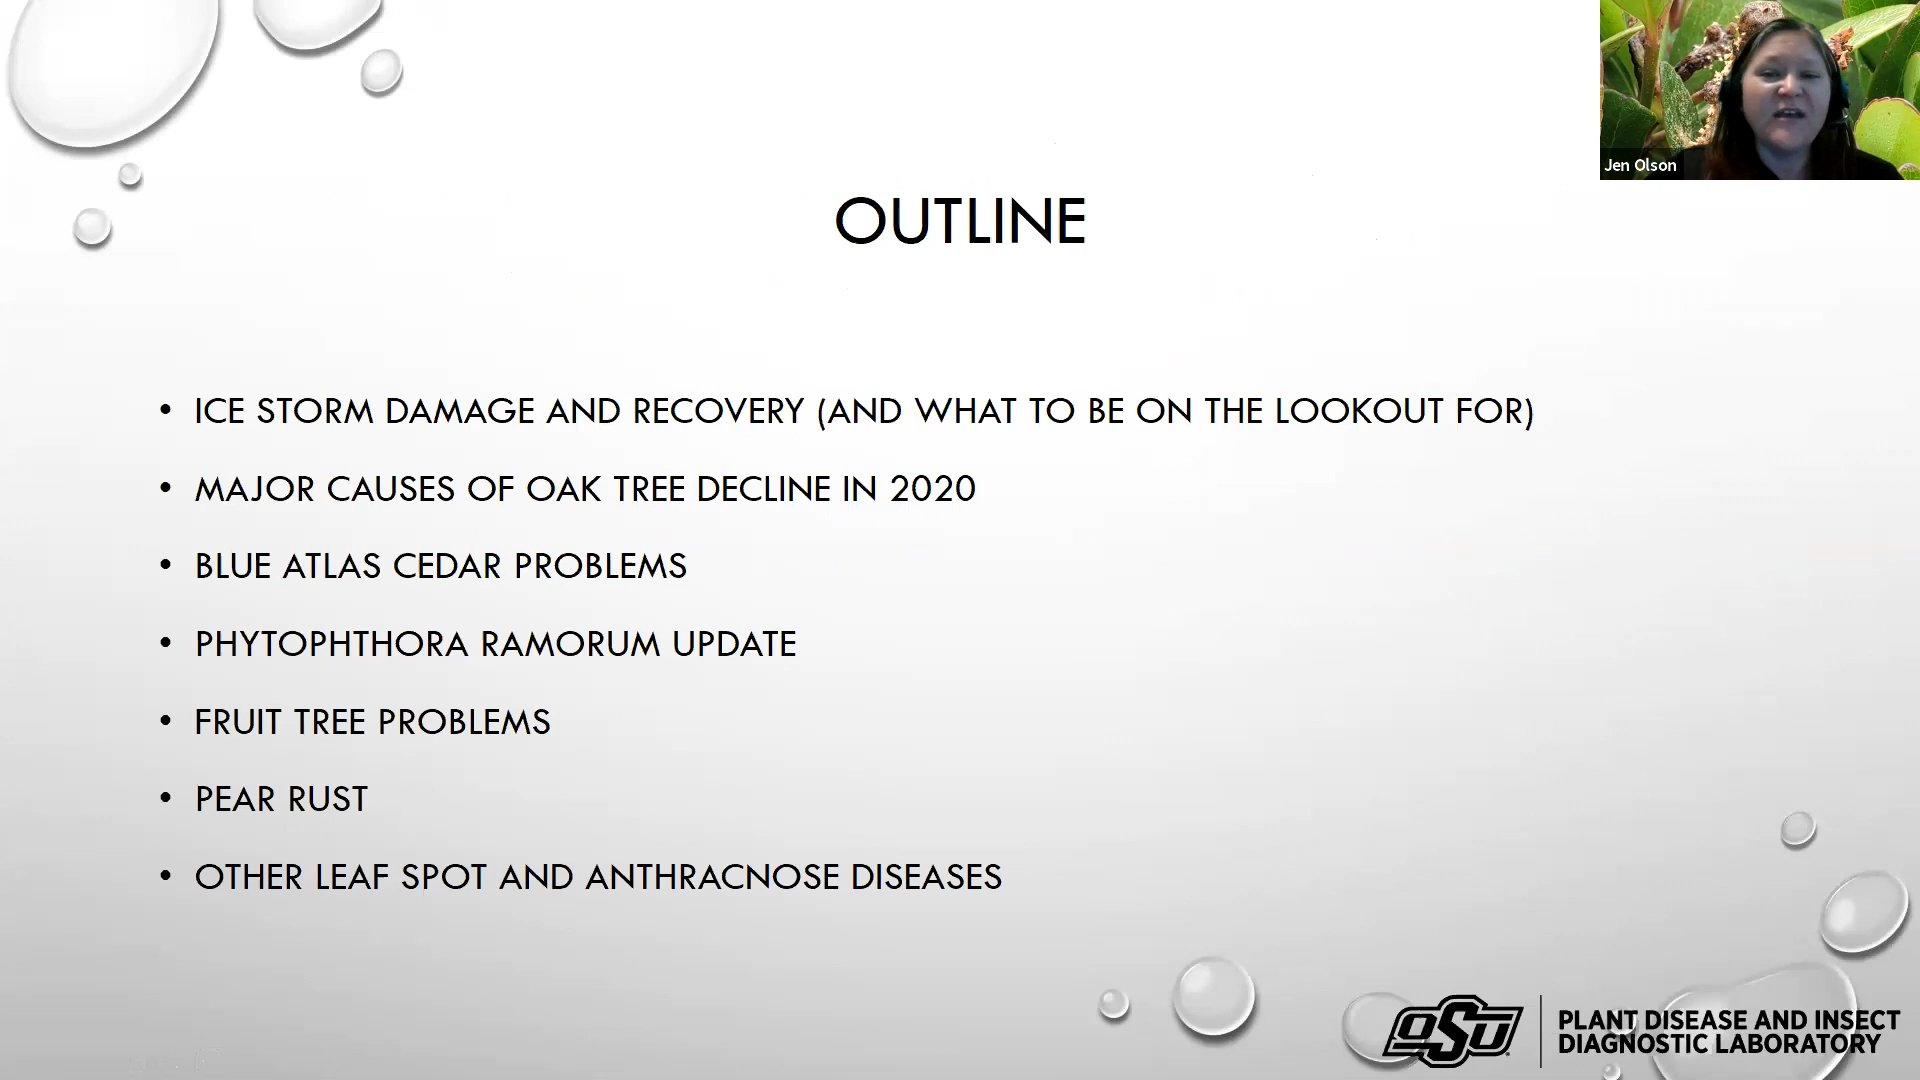 Jen Olson
OUTLINE
• ICE STORM DAMAGE AND RECOVERY (AND WHAT TO BE ON THE LOOKOUT FOR)
• MAJOR CAUSES OF OAK TREE DECLINE IN 2020
• BLUE ATLAS CEDAR PROBLEMS
• PHYTOPHTHORA RAMORUM UPDATE
• FRUIT TREE PROBLEMS
• PEAR RUST
• OTHER LEAF SPOT AND ANTHRACNOSE DISEASES
OSU
PLANT DISEASE AND INSECT
DIAGNOSTIC LABORATORY